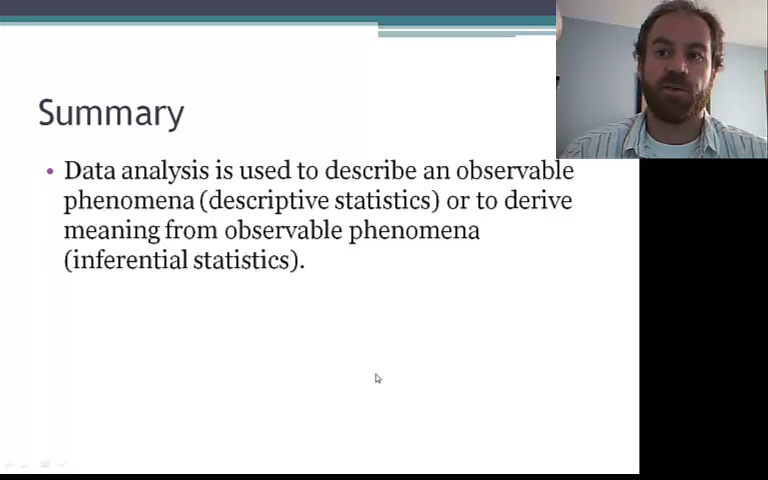 Summary
• Data analysis is used to describe an observable
phenomena (descriptive statistics) or to derive
meaning from observable phenomena
(inferential statistics).